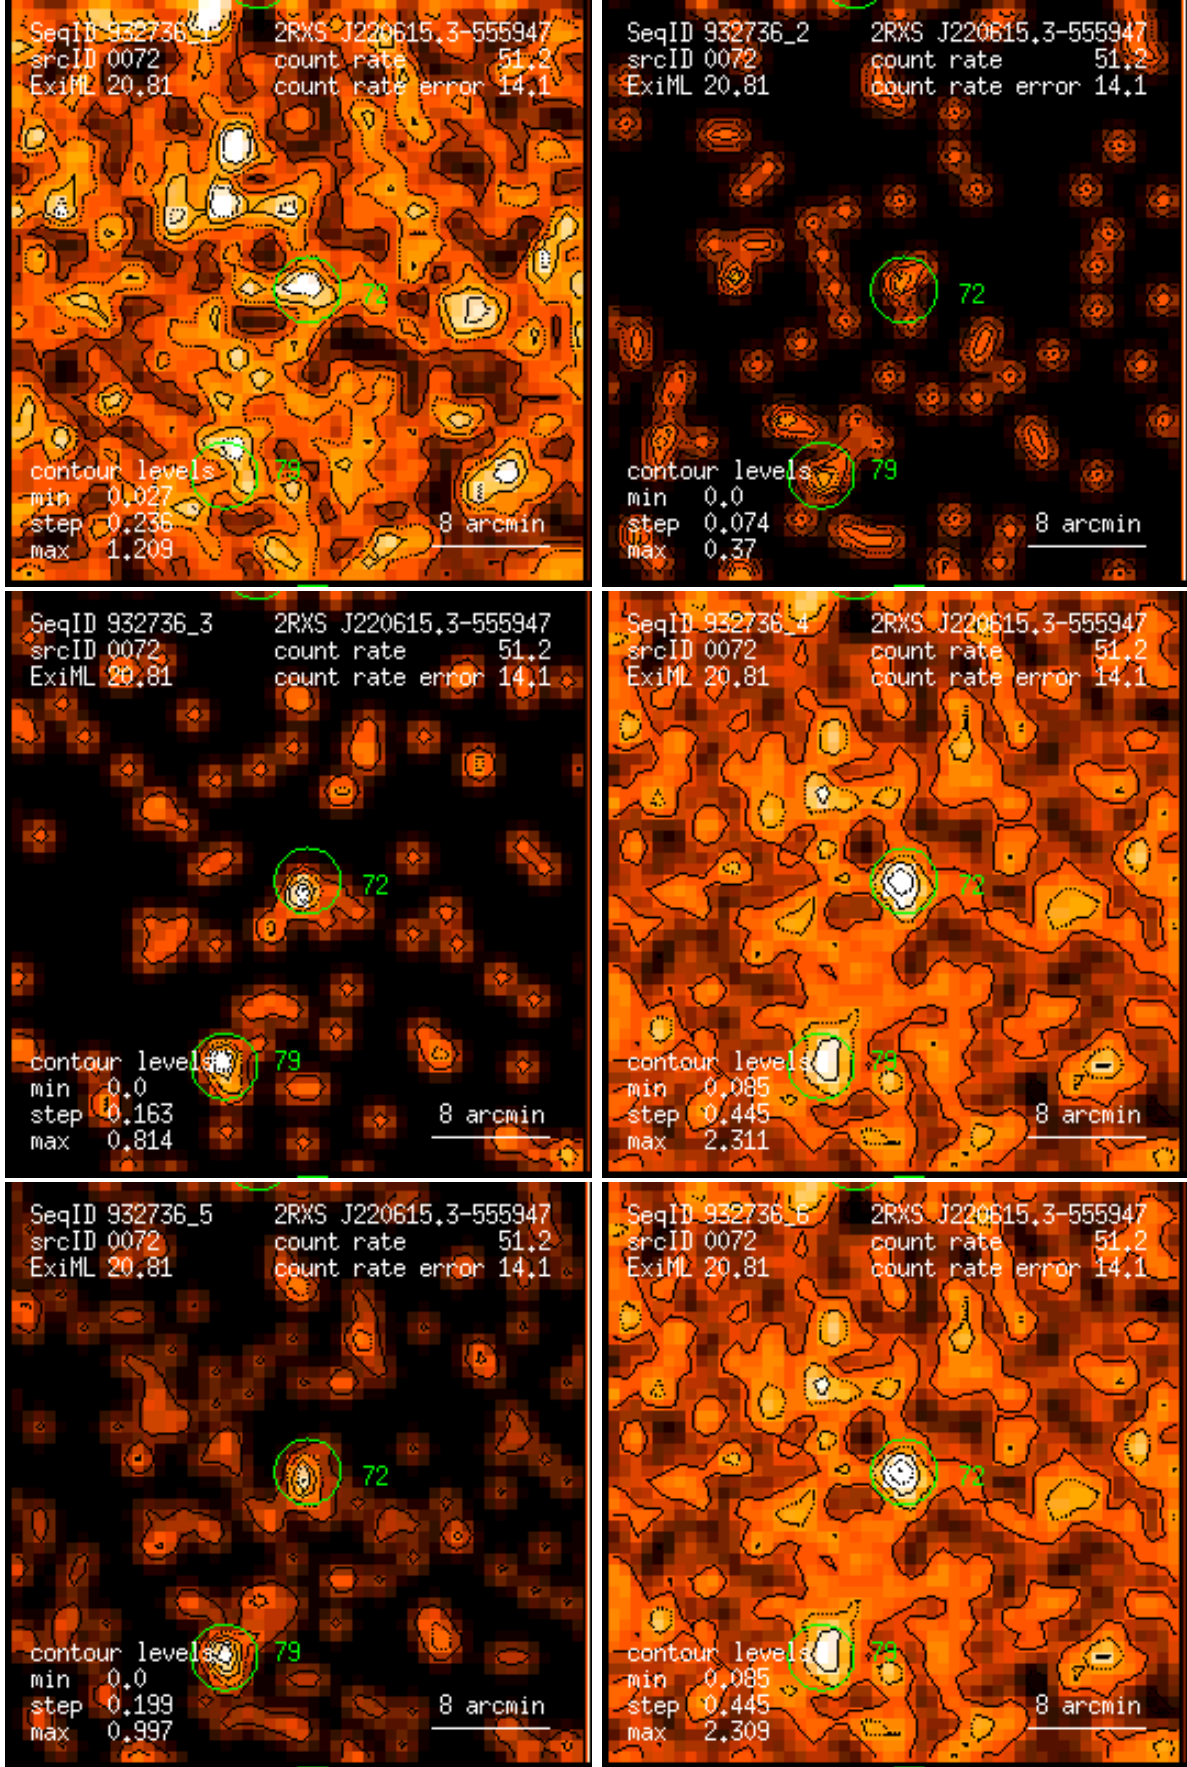 SeqID 932736_1 2RXS J220615.3-555947
srcID 0072 count rate 51.2
ExiML 20.81 count rate error 14.1
72
79
contour levels
min 0.027
step 0.236
max 1.209
8 arcmin
SeqID 932736_2 2RXS J220615.3-555947
srcID 0072 count rate 51.2
ExiML 20.81 count rate error 14.1
72
79
contour levels
min 0.0
step 0.074
max 0.37
8 arcmin
SeqID 932736_3 2RXS J220615.3-555947
srcID 0072 count rate 51.2
ExiML 20.81 count rate error 14.1
72
79
contour levels
min 0.0
step 0.163
max 0.814
8 arcmin
SeqID 932736_4 2RXS J220615.3-555947
srcID 0072 count rate 51.2
ExiML 20.81 count rate error 14.1
72
79
contour levels
min 0.085
step 0.445
max 2.311
8 arcmin
SeqID 932736_5 2RXS J220615.3-555947
srcID 0072 count rate 51.2
ExiML 20.81 count rate error 14.1
72
79
contour levels
min 0.0
step 0.199
max 0.997
8 arcmin
SeqID 932736_6 2RXS J220615.3-555947
srcID 0072 count rate 51.2
ExiML 20.81 count rate error 14.1
72
79
contour levels
min 0.085
step 0.445
max 2.309
8 arcmin